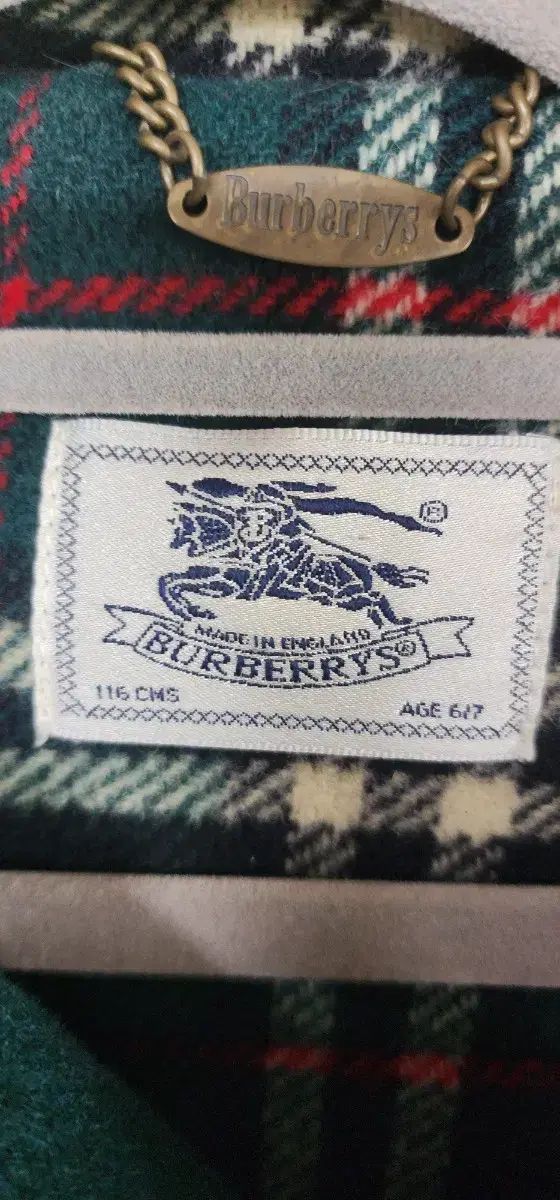 Burberrys
®
MADE IN ENGLAND
BURBERRYS®
116 CMS
AGE 6/7